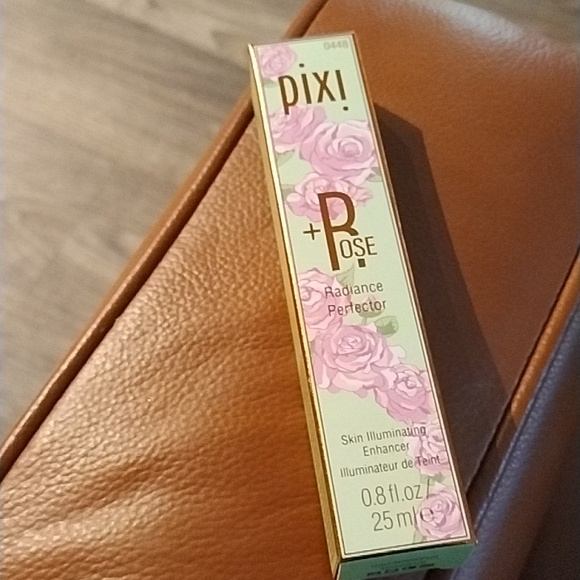 0448
pixi
+Rose
Radiance
Perfector
Skin Illuminating
Enhancer
Illuminateur de Teint
0.8 fl.oz/
25 ml ℮